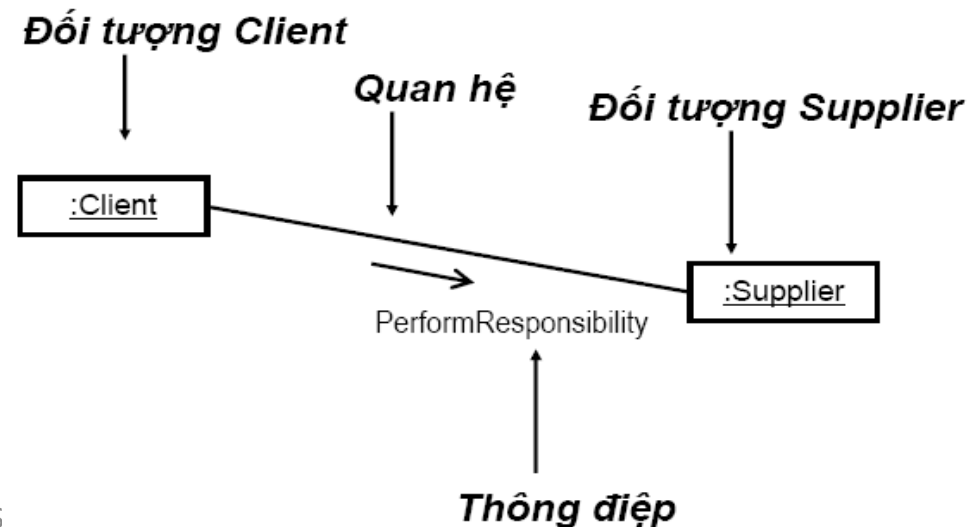 Đối tượng Client
Quan hệ
Đối tượng Supplier
:Client
:Supplier
PerformResponsibility
Thông điệp